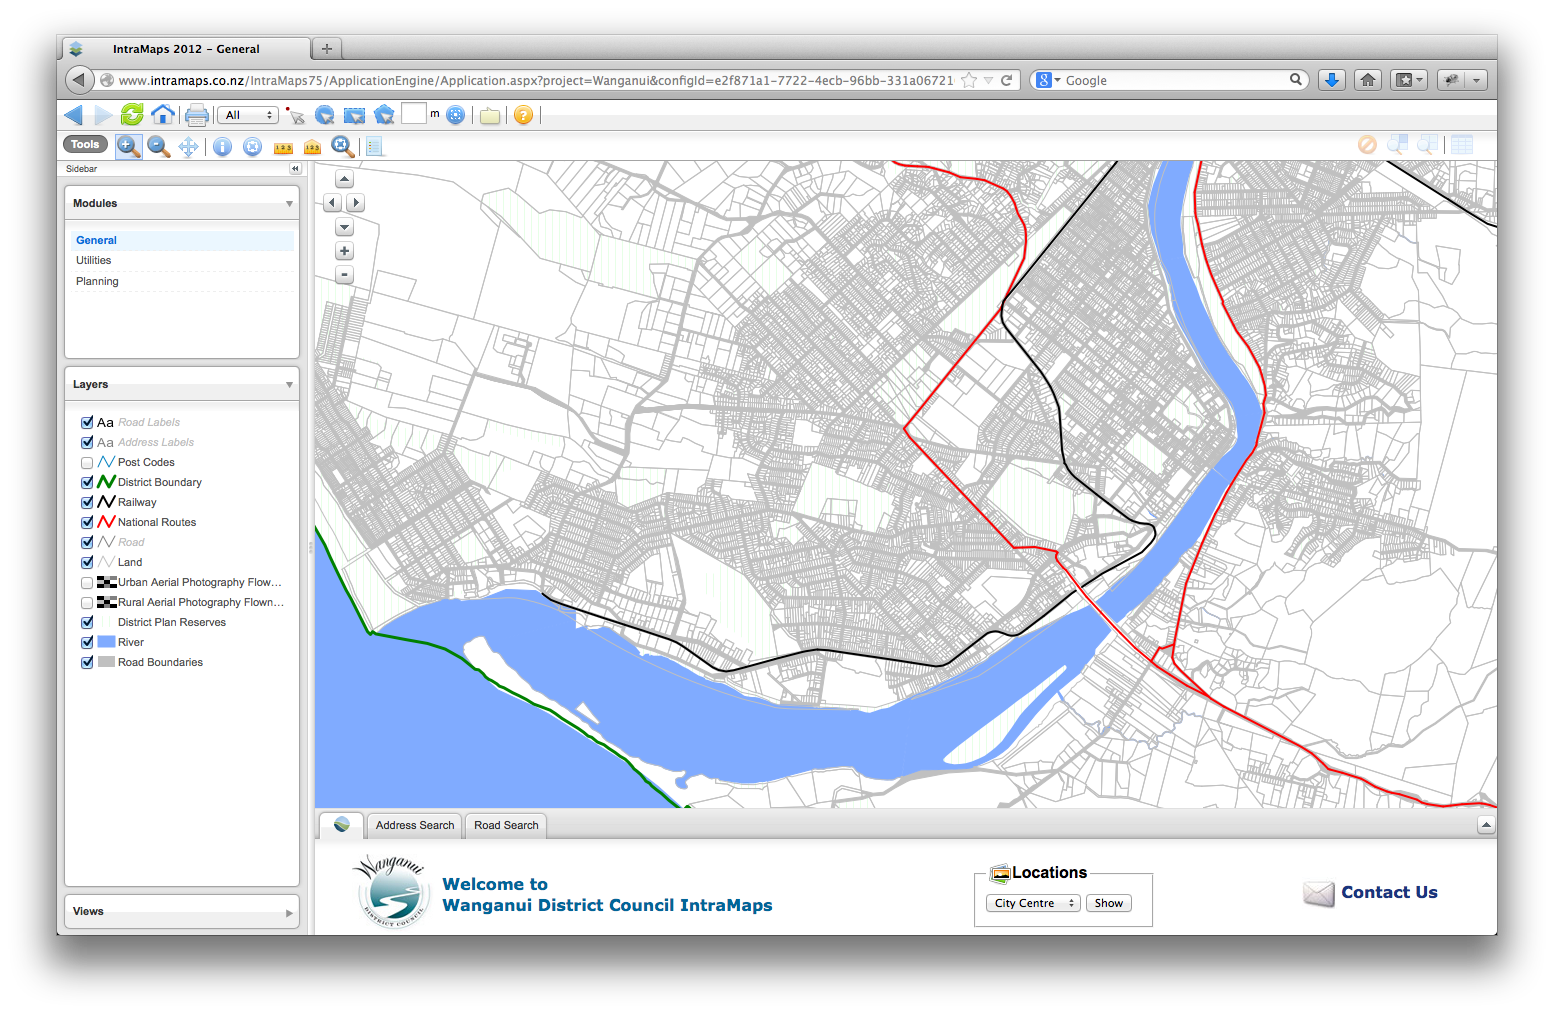 IntraMaps 2012 - General
www.intramaps.co.nz/IntraMaps75/ApplicationEngine/Application.aspx?project=Wanganui&configId=e2f871a1-7722-4ecb-96bb-331a06721
Google
All
m
Tools
Sidebar
Modules
General
Utilities
Planning
Layers
Aa Road Labels
Aa Address Labels
Post Codes
District Boundary
Railway
National Routes
Road
Land
Urban Aerial Photography Flow...
Rural Aerial Photography Flown...
District Plan Reserves
River
Road Boundaries
Views
Address Search
Road Search
Wanganui
DISTRICT COUNCIL
Welcome to
Wanganui District Council IntraMaps
Locations
City Centre
Show
Contact Us